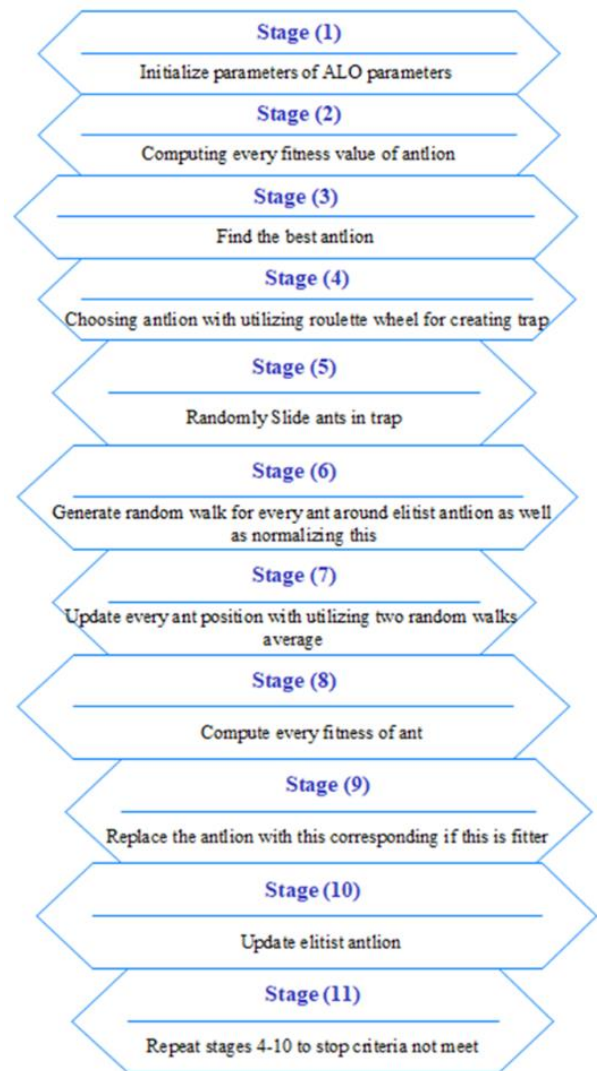 Stage (1)
Initialize parameters of ALO parameters
Stage (2)
Computing every fitness value of antlion
Stage (3)
Find the best antlion
Stage (4)
Choosing antlion with utilizing roulette wheel for creating trap
Stage (5)
Randomly Slide ants in trap
Stage (6)
Generate random walk for every ant around elitist antlion as well
as normalizing this
Stage (7)
Update every ant position with utilizing two random walks
average
Stage (8)
Compute every fitness of ant
Stage (9)
Replace the antlion with this corresponding if this is fitter
Stage (10)
Update elitist antlion
Stage (11)
Repeat stages 4-10 to stop criteria not meet